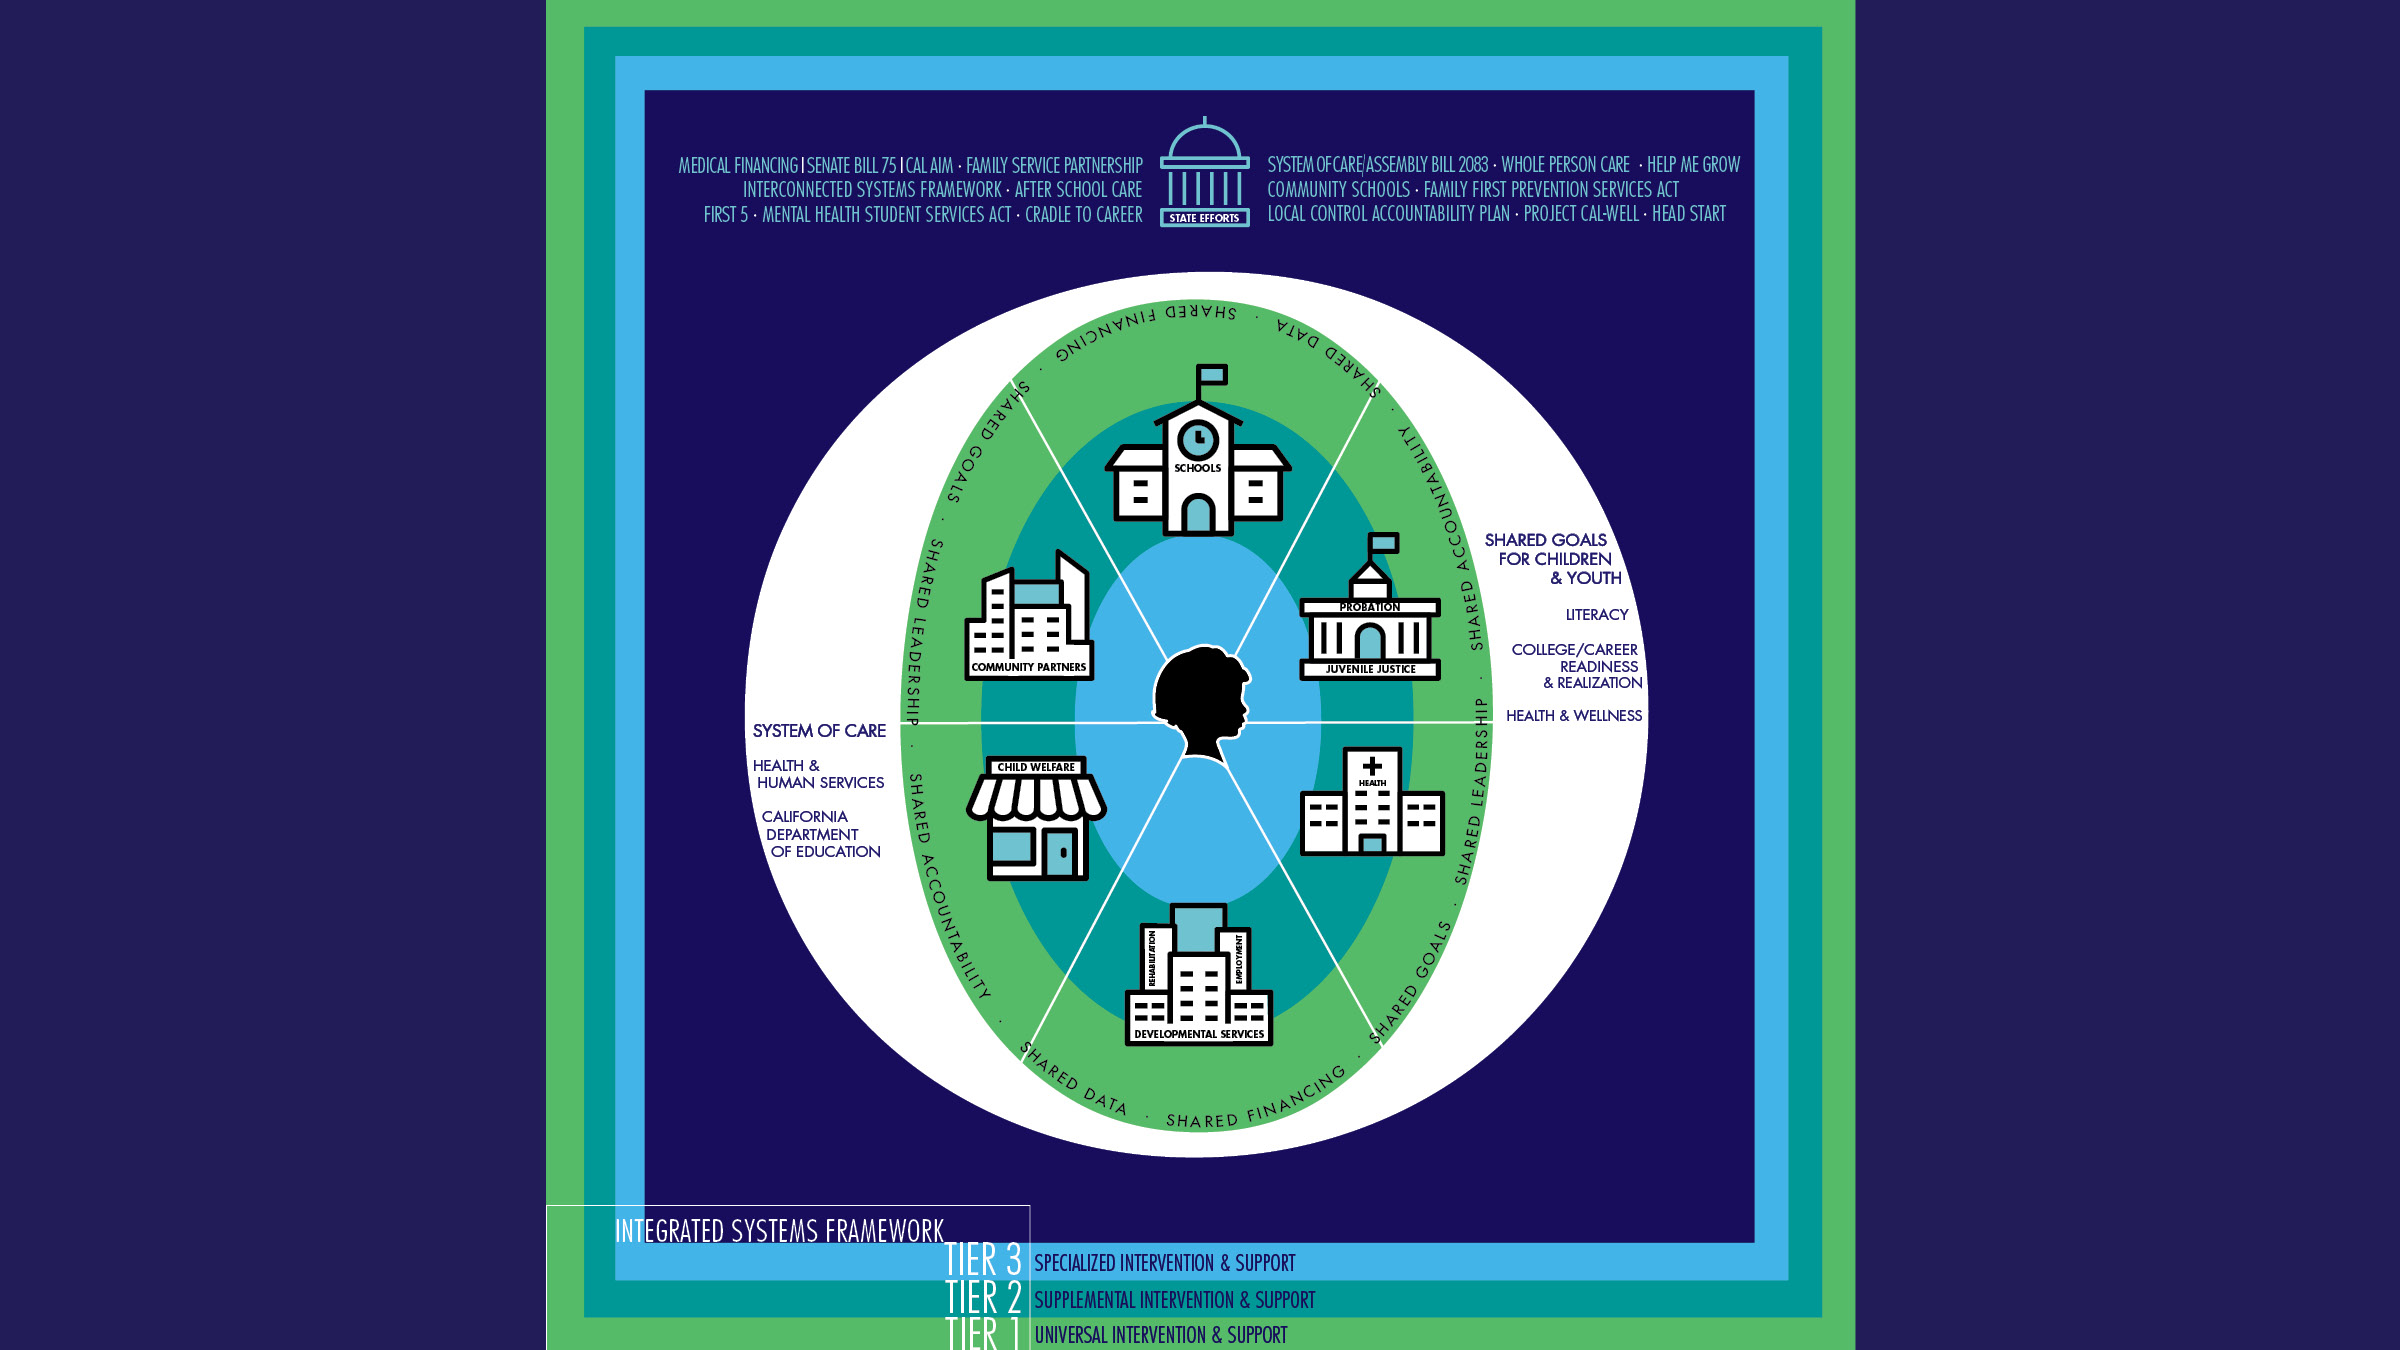 MEDICAL FINANCING | SENATE BILL 75 | CAL AIM · FAMILY SERVICE PARTNERSHIP
INTERCONNECTED SYSTEMS FRAMEWORK · AFTER SCHOOL CARE
FIRST 5 · MENTAL HEALTH STUDENT SERVICES ACT · CRADLE TO CAREER
STATE EFFORTS
SYSTEM OF CARE/ASSEMBLY BILL 2083 · WHOLE PERSON CARE · HELP ME GROW
COMMUNITY SCHOOLS · FAMILY FIRST PREVENTION SERVICES ACT
LOCAL CONTROL ACCOUNTABILITY PLAN · PROJECT CAL-WELL · HEAD START
SHARED DATA · SHARED FINANCING · SHARED GOALS · SHARED LEADERSHIP · SHARED ACCOUNTABILITY · SHARED DATA · SHARED FINANCING · SHARED GOALS · SHARED LEADERSHIP · SHARED ACCOUNTABILITY ·
SCHOOLS
COMMUNITY PARTNERS
PROBATION
JUVENILE JUSTICE
CHILD WELFARE
HEALTH
REHABILITATION
EMPLOYMENT
DEVELOPMENTAL SERVICES
SYSTEM OF CARE
HEALTH &
HUMAN SERVICES
CALIFORNIA
DEPARTMENT
OF EDUCATION
SHARED GOALS
FOR CHILDREN
& YOUTH
LITERACY
COLLEGE/CAREER
READINESS
& REALIZATION
HEALTH & WELLNESS
INTEGRATED SYSTEMS FRAMEWORK
TIER 3 SPECIALIZED INTERVENTION & SUPPORT
TIER 2 SUPPLEMENTAL INTERVENTION & SUPPORT
TIER 1 UNIVERSAL INTERVENTION & SUPPORT